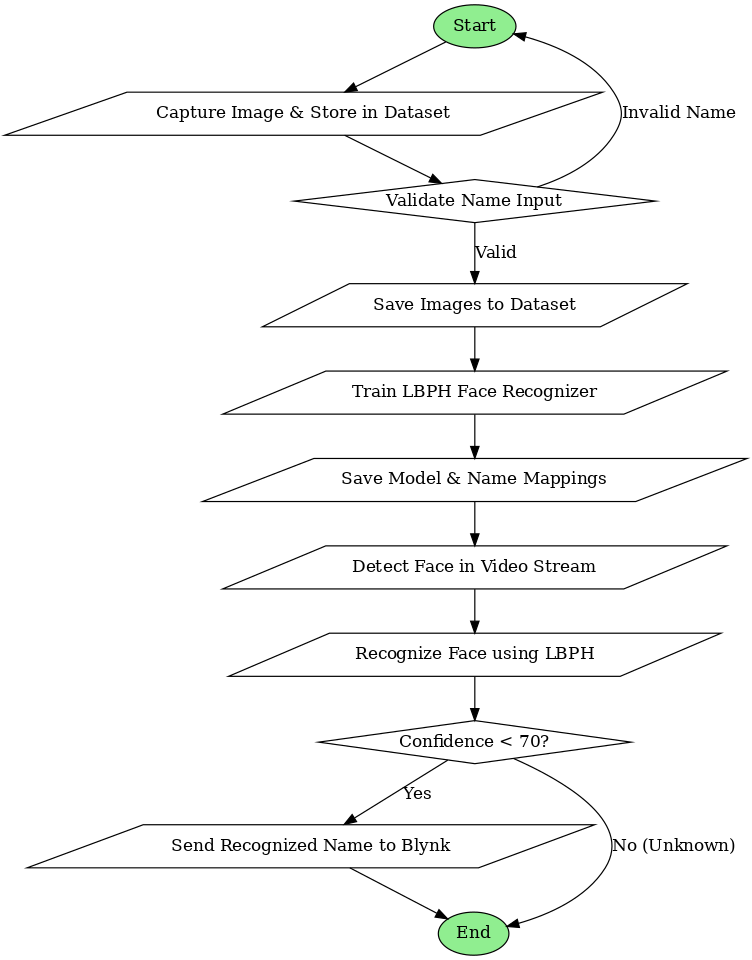 Start
Capture Image & Store in Dataset
Invalid Name
Validate Name Input
Valid
Save Images to Dataset
Train LBPH Face Recognizer
Save Model & Name Mappings
Detect Face in Video Stream
Recognize Face using LBPH
Confidence < 70?
Yes
Send Recognized Name to Blynk
No (Unknown)
End